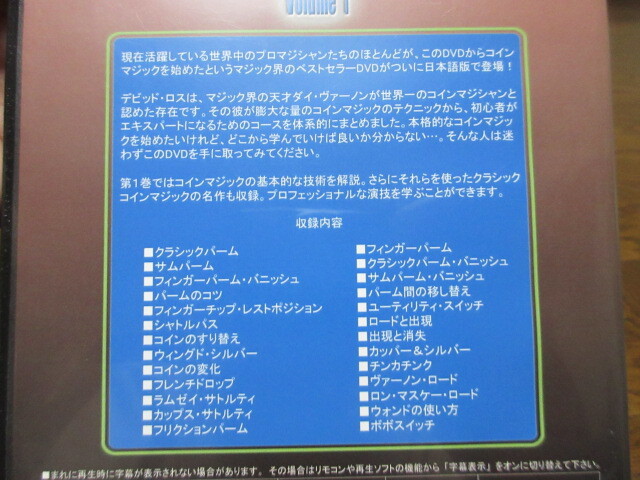 Volume 1
現在活躍している世界中のプロマジシャンたちのほとんどが、このDVDからコイン
マジックを始めたというマジック界のベストセラーDVDがついに日本語版で登場！
デビッド・ロスは、マジック界の天才ダイ・ヴァーノンが世界一のコインマジシャンと
認めた存在です。その彼が膨大な量のコインマジックのテクニックから、初心者が
エキスパートになるためのコースを体系的にまとめました。本格的なコインマジッ
クを始めたいけれど、どこから学んでいけば良いか分からない…。そんな人は迷
わずこのDVDを手に取ってみてください。
第1巻ではコインマジックの基本的な技術を解説。さらにそれらを使ったクラシック
コインマジックの名作も収録。プロフェッショナルな演技を学ぶことができます。
収録内容
■クラシックパーム
■サムパーム
■フィンガーパーム・バニッシュ
■パームのコツ
■フィンガーチップ・レストポジション
■シャトルパス
■コインのすり替え
■ウィングド・シルバー
■コインの変化
■フレンチドロップ
■ラムゼイ・サトルティ
■カップス・サトルティ
■フリクションパーム
■フィンガーパーム
■クラシックパーム・バニッシュ
■サムパーム・バニッシュ
■パーム間の移し替え
■ユーティリティ・スイッチ
■ロードと出現
■出現と消失
■カッパー＆シルバー
■チンカチンク
■ヴァーノン・ロード
■ロン・マスケー・ロード
■ウォンドの使い方
■ボボスイッチ
■まれに再生時に字幕が表示されない場合があります。その場合はリモコンや再生ソフトの機能から「字幕表示」をオンに切り替えて下さい。